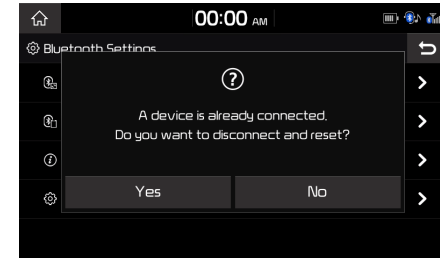 00:00 AM
Bluetooth Settings
A device is already connected.
Do you want to disconnect and reset?
Yes
No